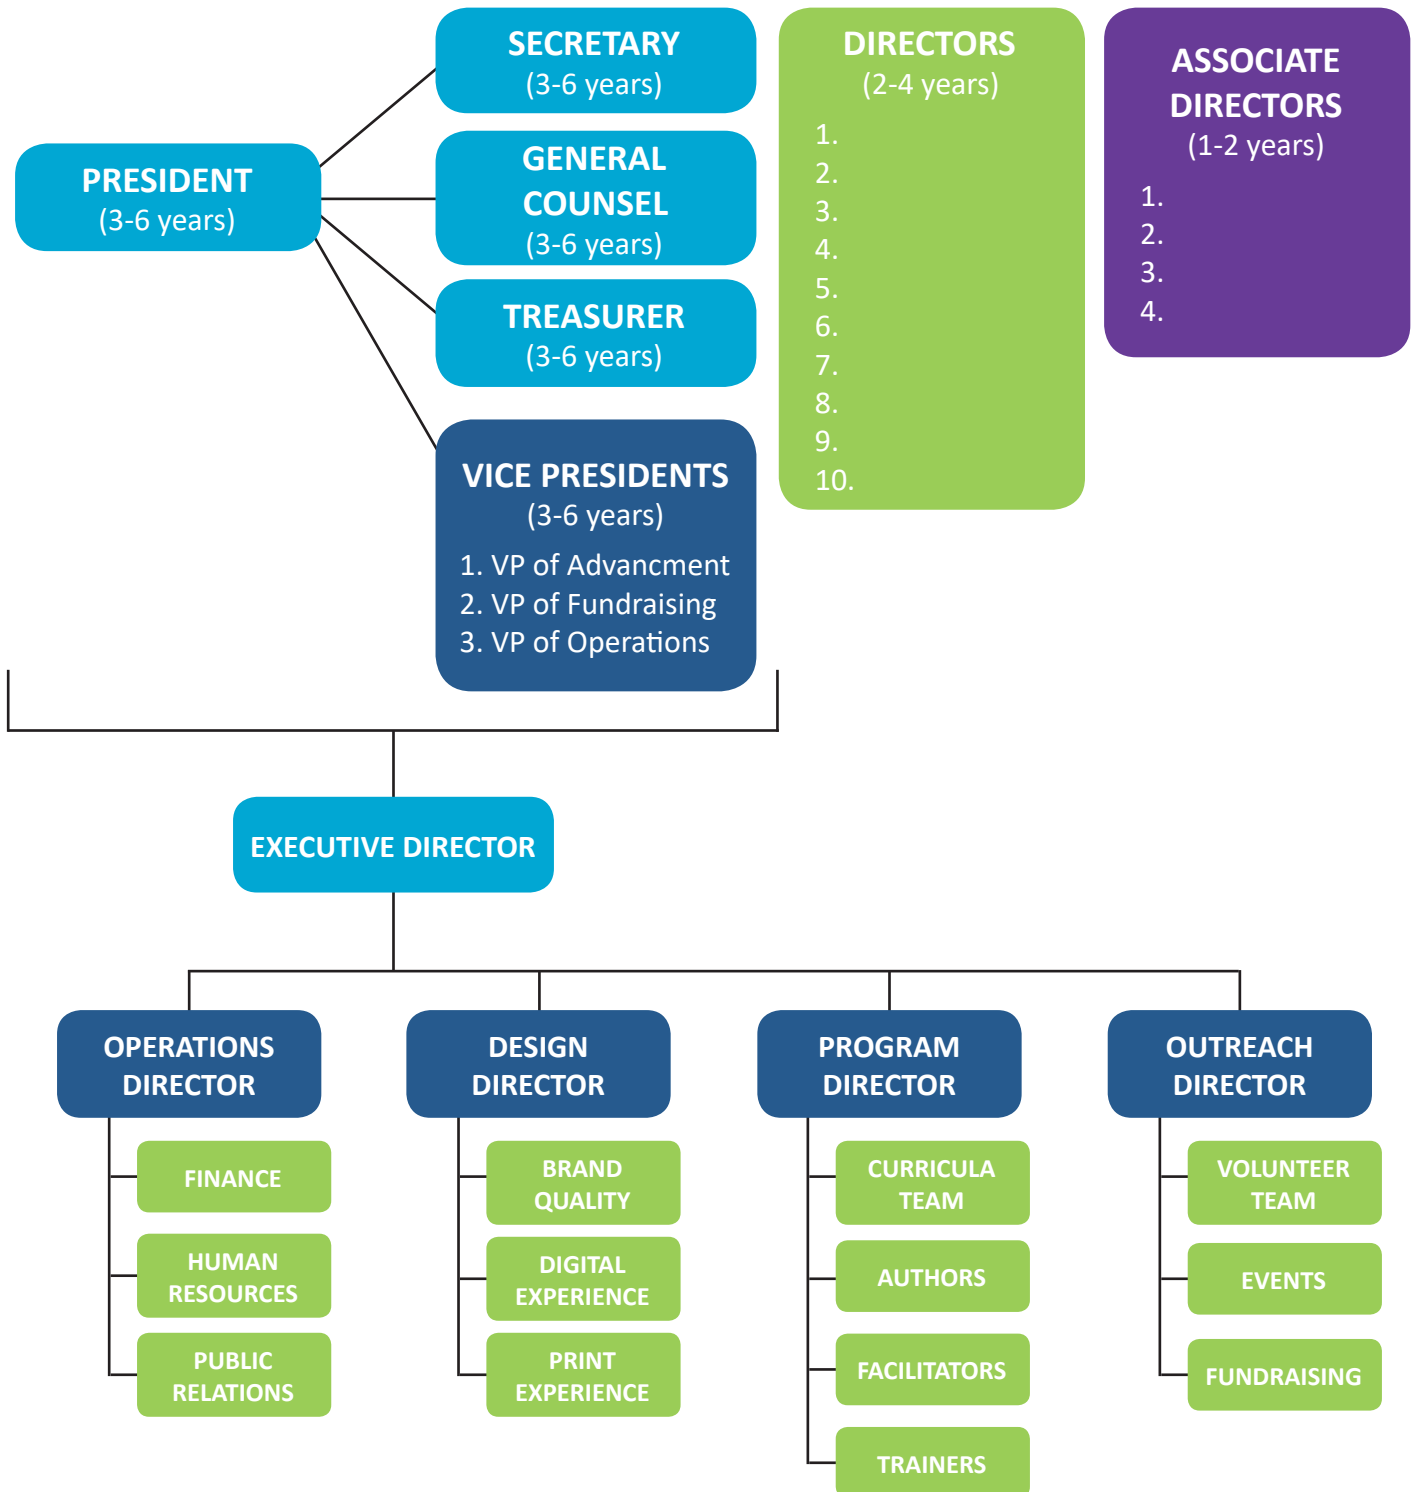 PRESIDENT
(3-6 years)
SECRETARY
(3-6 years)
GENERAL
COUNSEL
(3-6 years)
TREASURER
(3-6 years)
VICE PRESIDENTS
(3-6 years)
1. VP of Advancment
2. VP of Fundraising
3. VP of Operations
DIRECTORS
(2-4 years)
1.
2.
3.
4.
5.
6.
7.
8.
9.
10.
ASSOCIATE
DIRECTORS
(1-2 years)
1.
2.
3.
4.
EXECUTIVE DIRECTOR
OPERATIONS
DIRECTOR
FINANCE
HUMAN
RESOURCES
PUBLIC
RELATIONS
DESIGN
DIRECTOR
BRAND
QUALITY
DIGITAL
EXPERIENCE
PRINT
EXPERIENCE
PROGRAM
DIRECTOR
CURRICULA
TEAM
AUTHORS
FACILITATORS
TRAINERS
OUTREACH
DIRECTOR
VOLUNTEER
TEAM
EVENTS
FUNDRAISING